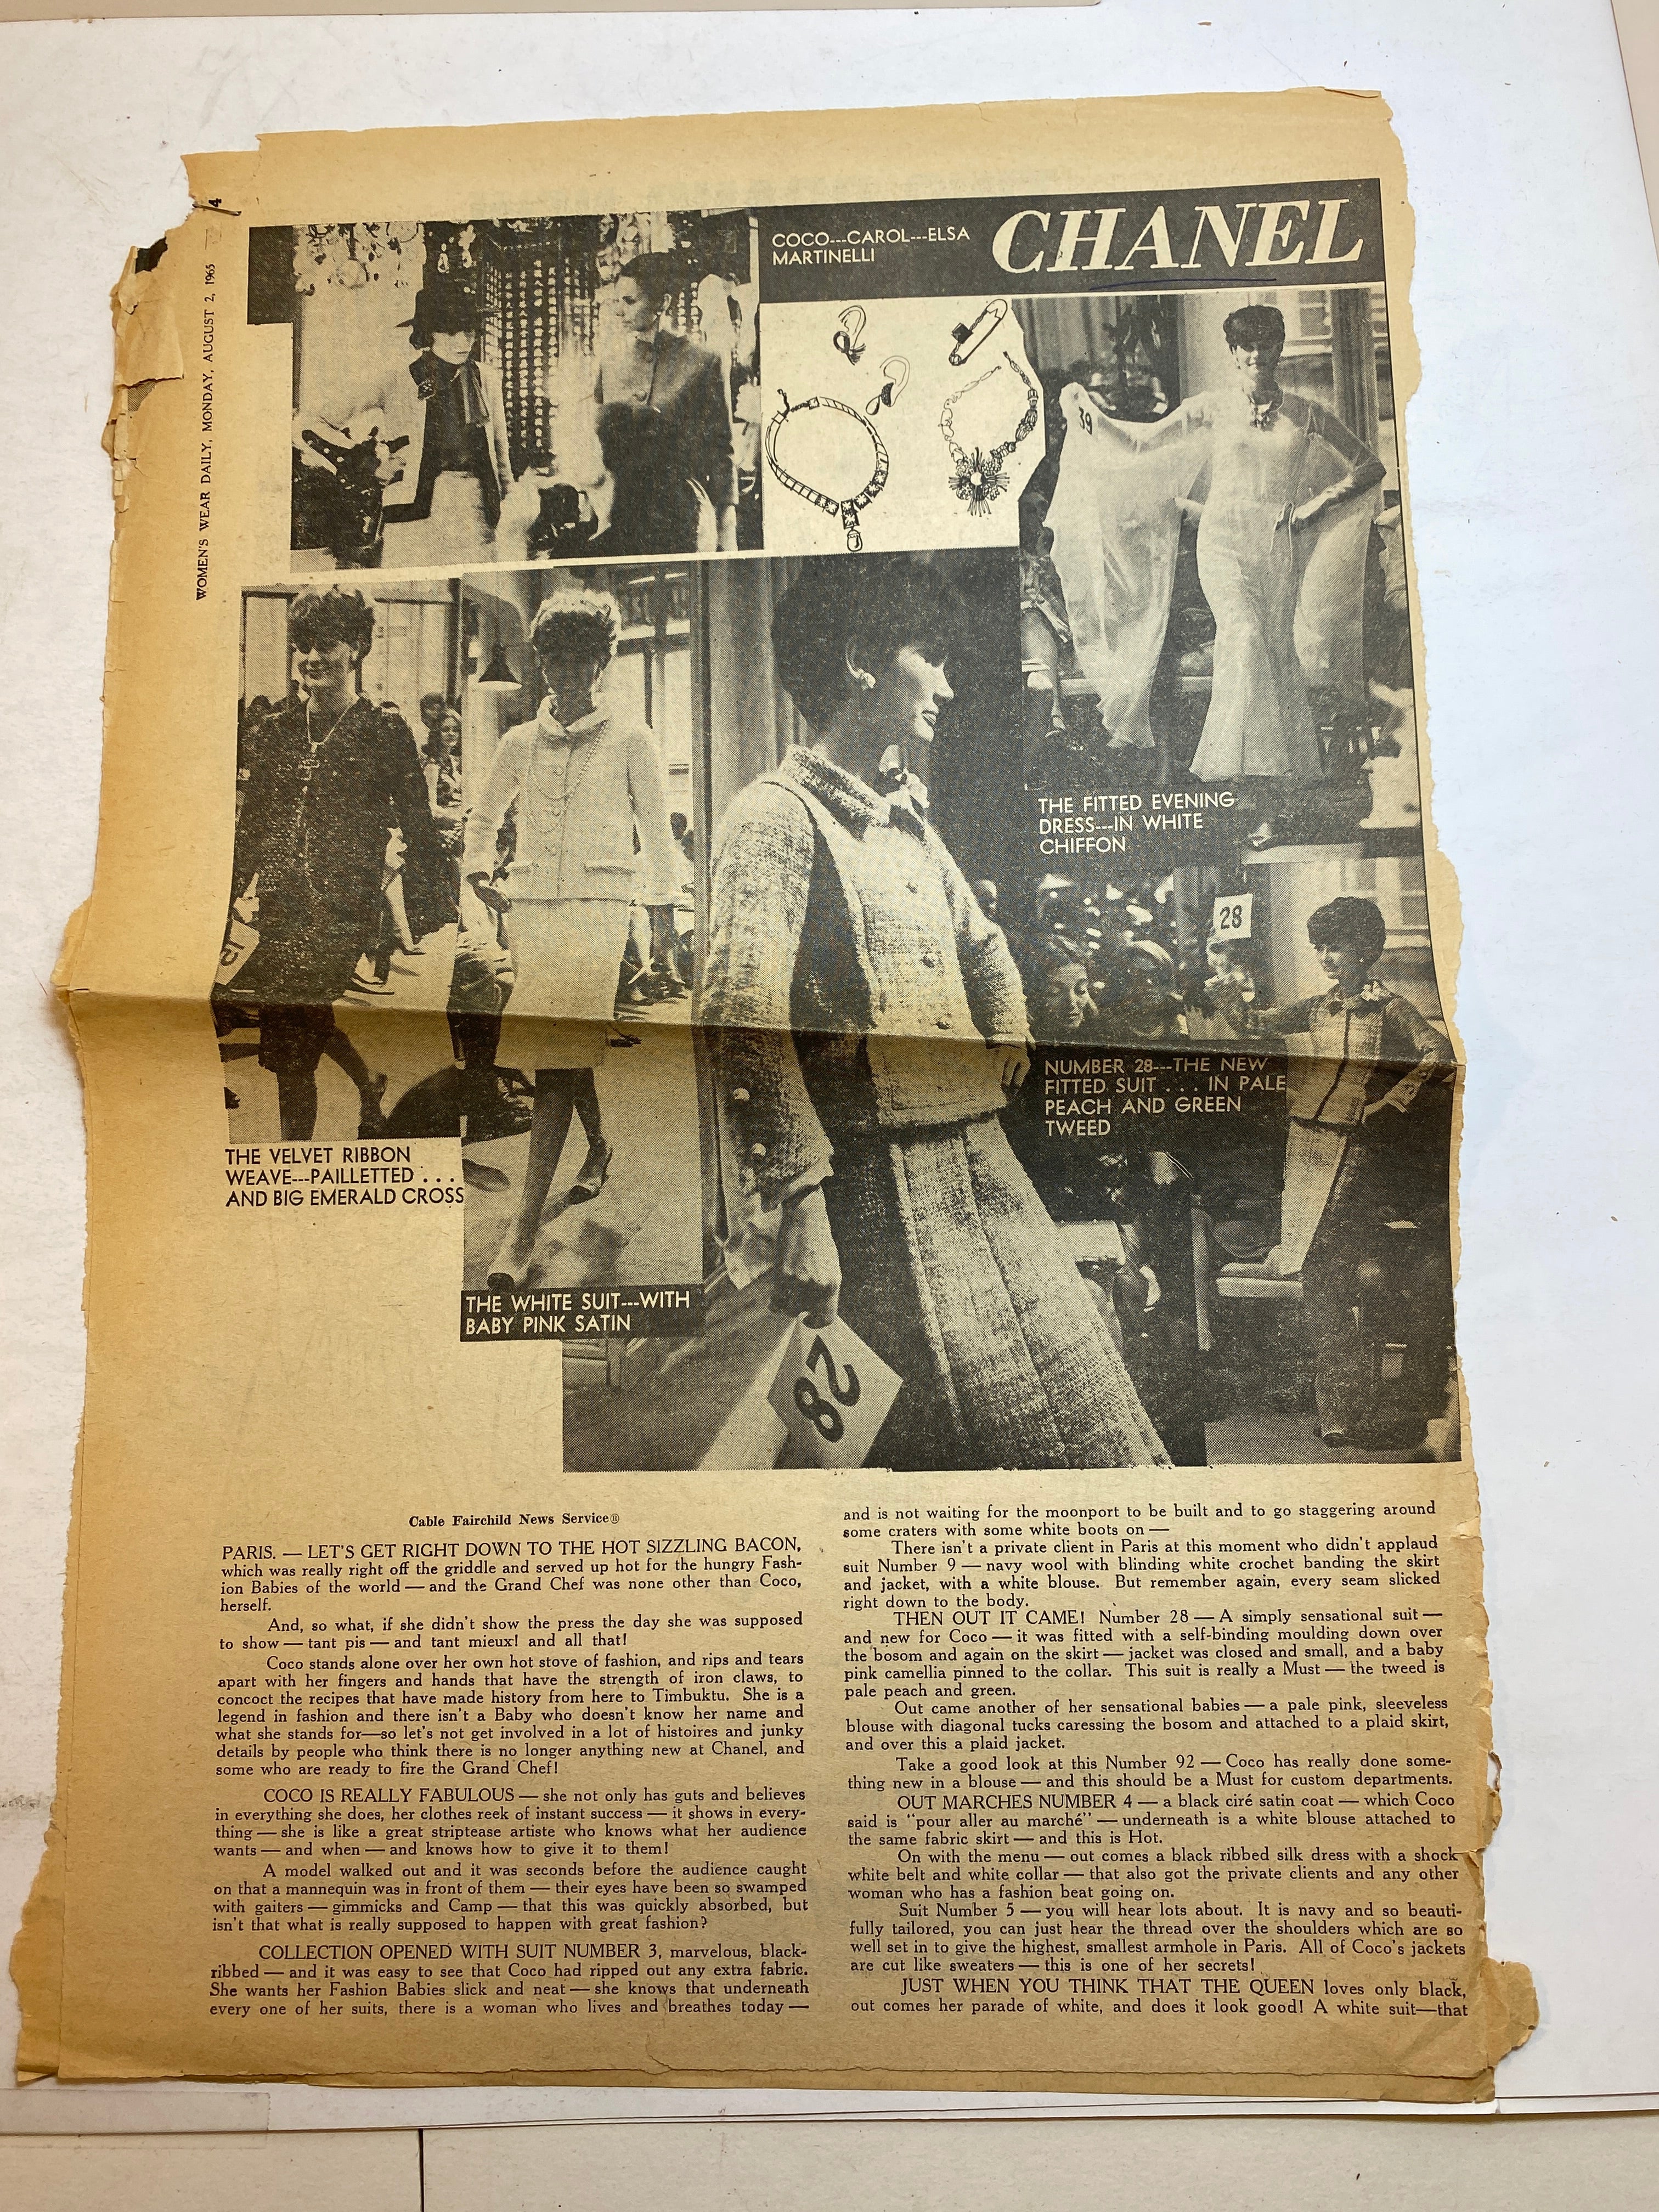 4
WOMEN'S WEAR DAILY, MONDAY, AUGUST 2, 1965
COCO---CAROL---ELSA
MARTINELLI
CHANEL
39
THE FITTED EVENING
DRESS---IN WHITE
CHIFFON
28
NUMBER 28---THE NEW
FITTED SUIT . . . IN PALE
PEACH AND GREEN
TWEED
THE VELVET RIBBON
WEAVE---PAILLETTED . . .
AND BIG EMERALD CROSS
THE WHITE SUIT---WITH
BABY PINK SATIN
28
Cable Fairchild News Service®
PARIS. — LET'S GET RIGHT DOWN TO THE HOT SIZZLING BACON,
which was really right off the griddle and served up hot for the hungry Fash-
ion Babies of the world — and the Grand Chef was none other than Coco,
herself.
And, so what, if she didn't show the press the day she was supposed
to show — tant pis — and tant mieux! and all that!
Coco stands alone over her own hot stove of fashion, and rips and tears
apart with her fingers and hands that have the strength of iron claws, to
concoct the recipes that have made history from here to Timbuktu. She is a
legend in fashion and there isn't a Baby who doesn't know her name and
what she stands for—so let's not get involved in a lot of histoires and junky
details by people who think there is no longer anything new at Chanel, and
some who are ready to fire the Grand Chef!
COCO IS REALLY FABULOUS — she not only has guts and believes
in everything she does, her clothes reek of instant success — it shows in every-
thing — she is like a great striptease artiste who knows what her audience
wants — and when — and knows how to give it to them!
A model walked out and it was seconds before the audience caught
on that a mannequin was in front of them — their eyes have been so swamped
with gaiters — gimmicks and Camp — that this was quickly absorbed, but
isn't that what is really supposed to happen with great fashion?
COLLECTION OPENED WITH SUIT NUMBER 3, marvelous, black-
ribbed — and it was easy to see that Coco had ripped out any extra fabric.
She wants her Fashion Babies slick and neat — she knows that underneath
every one of her suits, there is a woman who lives and breathes today —
and is not waiting for the moonport to be built and to go staggering around
some craters with some white boots on —
There isn't a private client in Paris at this moment who didn't applaud
suit Number 9 — navy wool with blinding white crochet banding the skirt
and jacket, with a white blouse. But remember again, every seam slicked
right down to the body.
THEN OUT IT CAME! Number 28 — A simply sensational suit —
and new for Coco — it was fitted with a self-binding moulding down over
the bosom and again on the skirt — jacket was closed and small, and a baby
pink camellia pinned to the collar. This suit is really a Must — the tweed is
pale peach and green.
Out came another of her sensational babies — a pale pink, sleeveless
blouse with diagonal tucks caressing the bosom and attached to a plaid skirt,
and over this a plaid jacket.
Take a good look at this Number 92 — Coco has really done some-
thing new in a blouse — and this should be a Must for custom departments.
OUT MARCHES NUMBER 4 — a black ciré satin coat — which Coco
said is "pour aller au marché" — underneath is a white blouse attached to
the same fabric skirt — and this is Hot.
On with the menu — out comes a black ribbed silk dress with a shock
white belt and white collar — that also got the private clients and any other
woman who has a fashion beat going on.
Suit Number 5 — you will hear lots about. It is navy and so beauti-
fully tailored, you can just hear the thread over the shoulders which are so
well set in to give the highest, smallest armhole in Paris. All of Coco's jackets
are cut like sweaters — this is one of her secrets!
JUST WHEN YOU THINK THAT THE QUEEN loves only black,
out comes her parade of white, and does it look good! A white suit—that